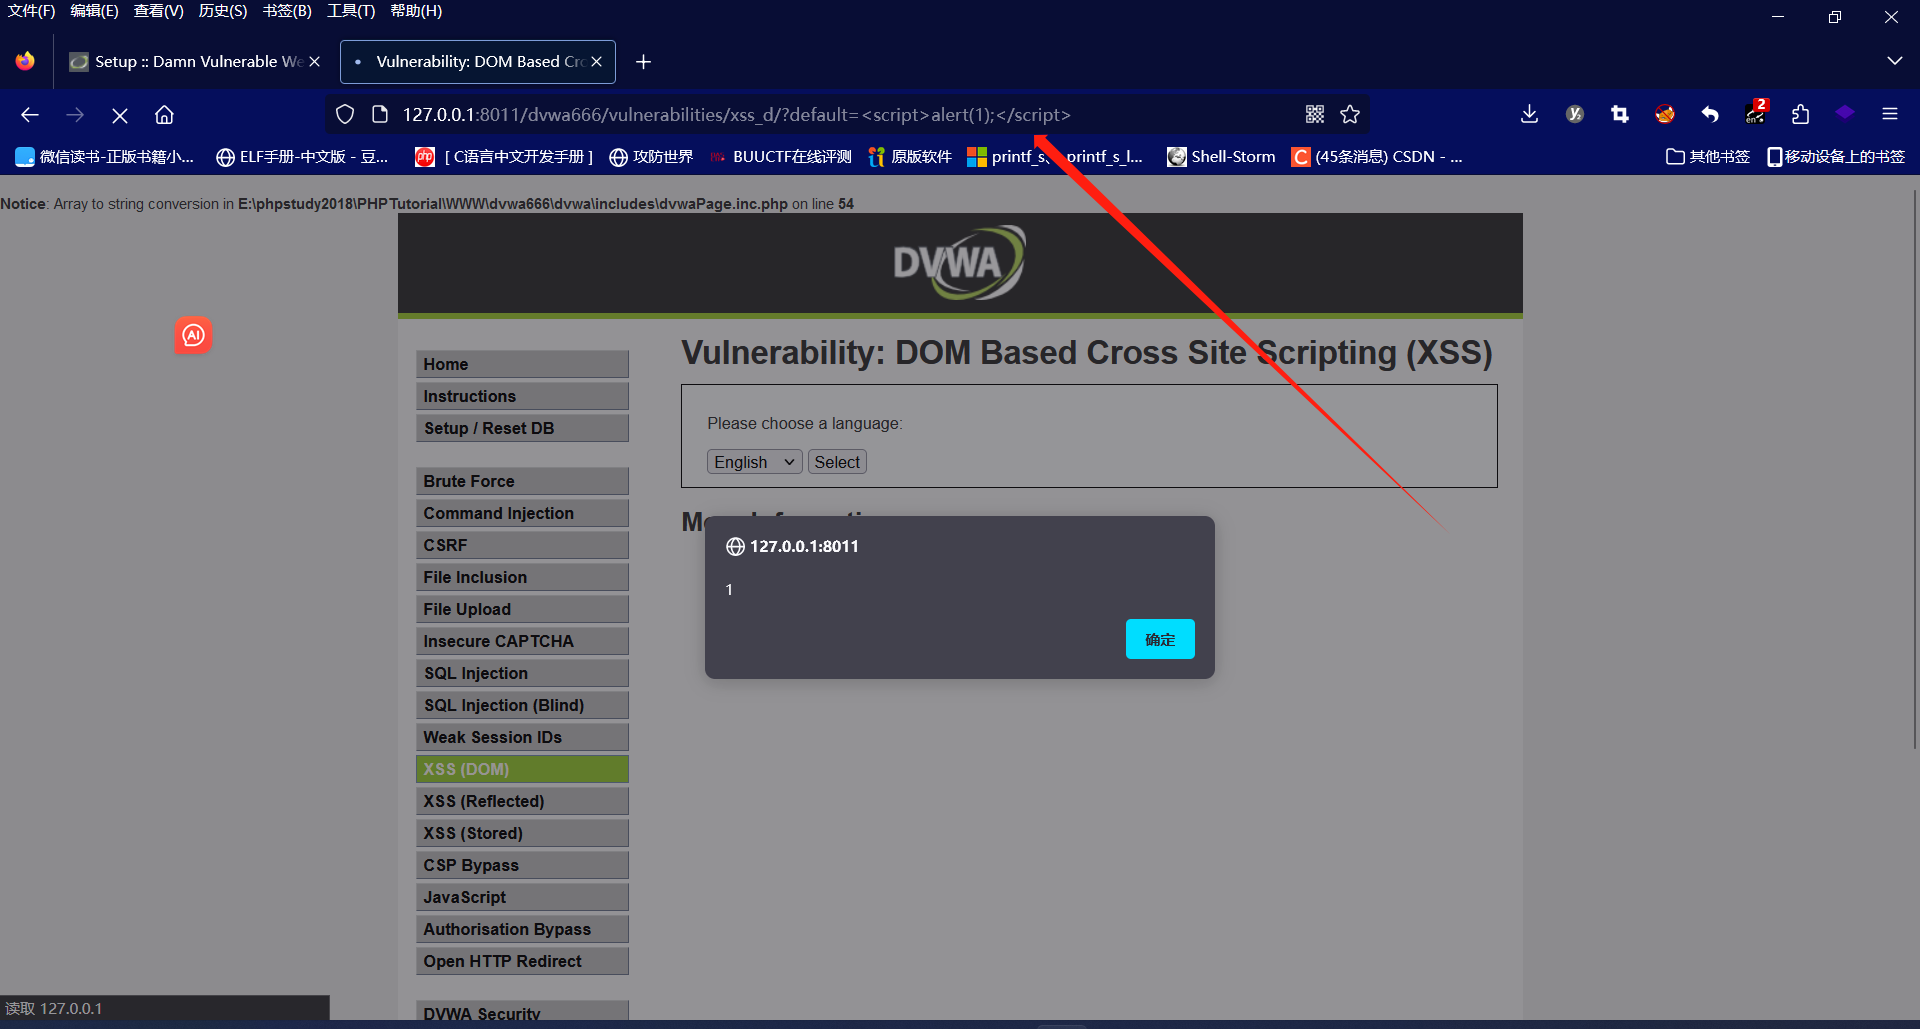 文件(F) 编辑(E) 查看(V) 历史(S) 书签(B) 工具(T) 帮助(H)
Setup :: Damn Vulnerable We
Vulnerability: DOM Based Cro
127.0.0.1:8011/dvwa666/vulnerabilities/xss_d/?default=<script>alert(1);</script>
2
微信读书-正版书籍小... ELF手册-中文版 - 豆... [ C语言中文开发手册 ] 攻防世界 BUUCTF在线评测 原版软件 printf_s、_printf_s_l... Shell-Storm (45条消息) CSDN - ... 其他书签 移动设备上的书签
Notice: Array to string conversion in E:\phpstudy2018\PHPTutorial\WWW\dvwa666\dvwa\includes\dvwaPage.inc.php on line 54
DVWA
AI
Vulnerability: DOM Based Cross Site Scripting (XSS)
Please choose a language:
English Select
127.0.0.1:8011
1
确定
Home
Instructions
Setup / Reset DB
Brute Force
Command Injection
CSRF
File Inclusion
File Upload
Insecure CAPTCHA
SQL Injection
SQL Injection (Blind)
Weak Session IDs
XSS (DOM)
XSS (Reflected)
XSS (Stored)
CSP Bypass
JavaScript
Authorisation Bypass
Open HTTP Redirect
DVWA Security
读取 127.0.0.1